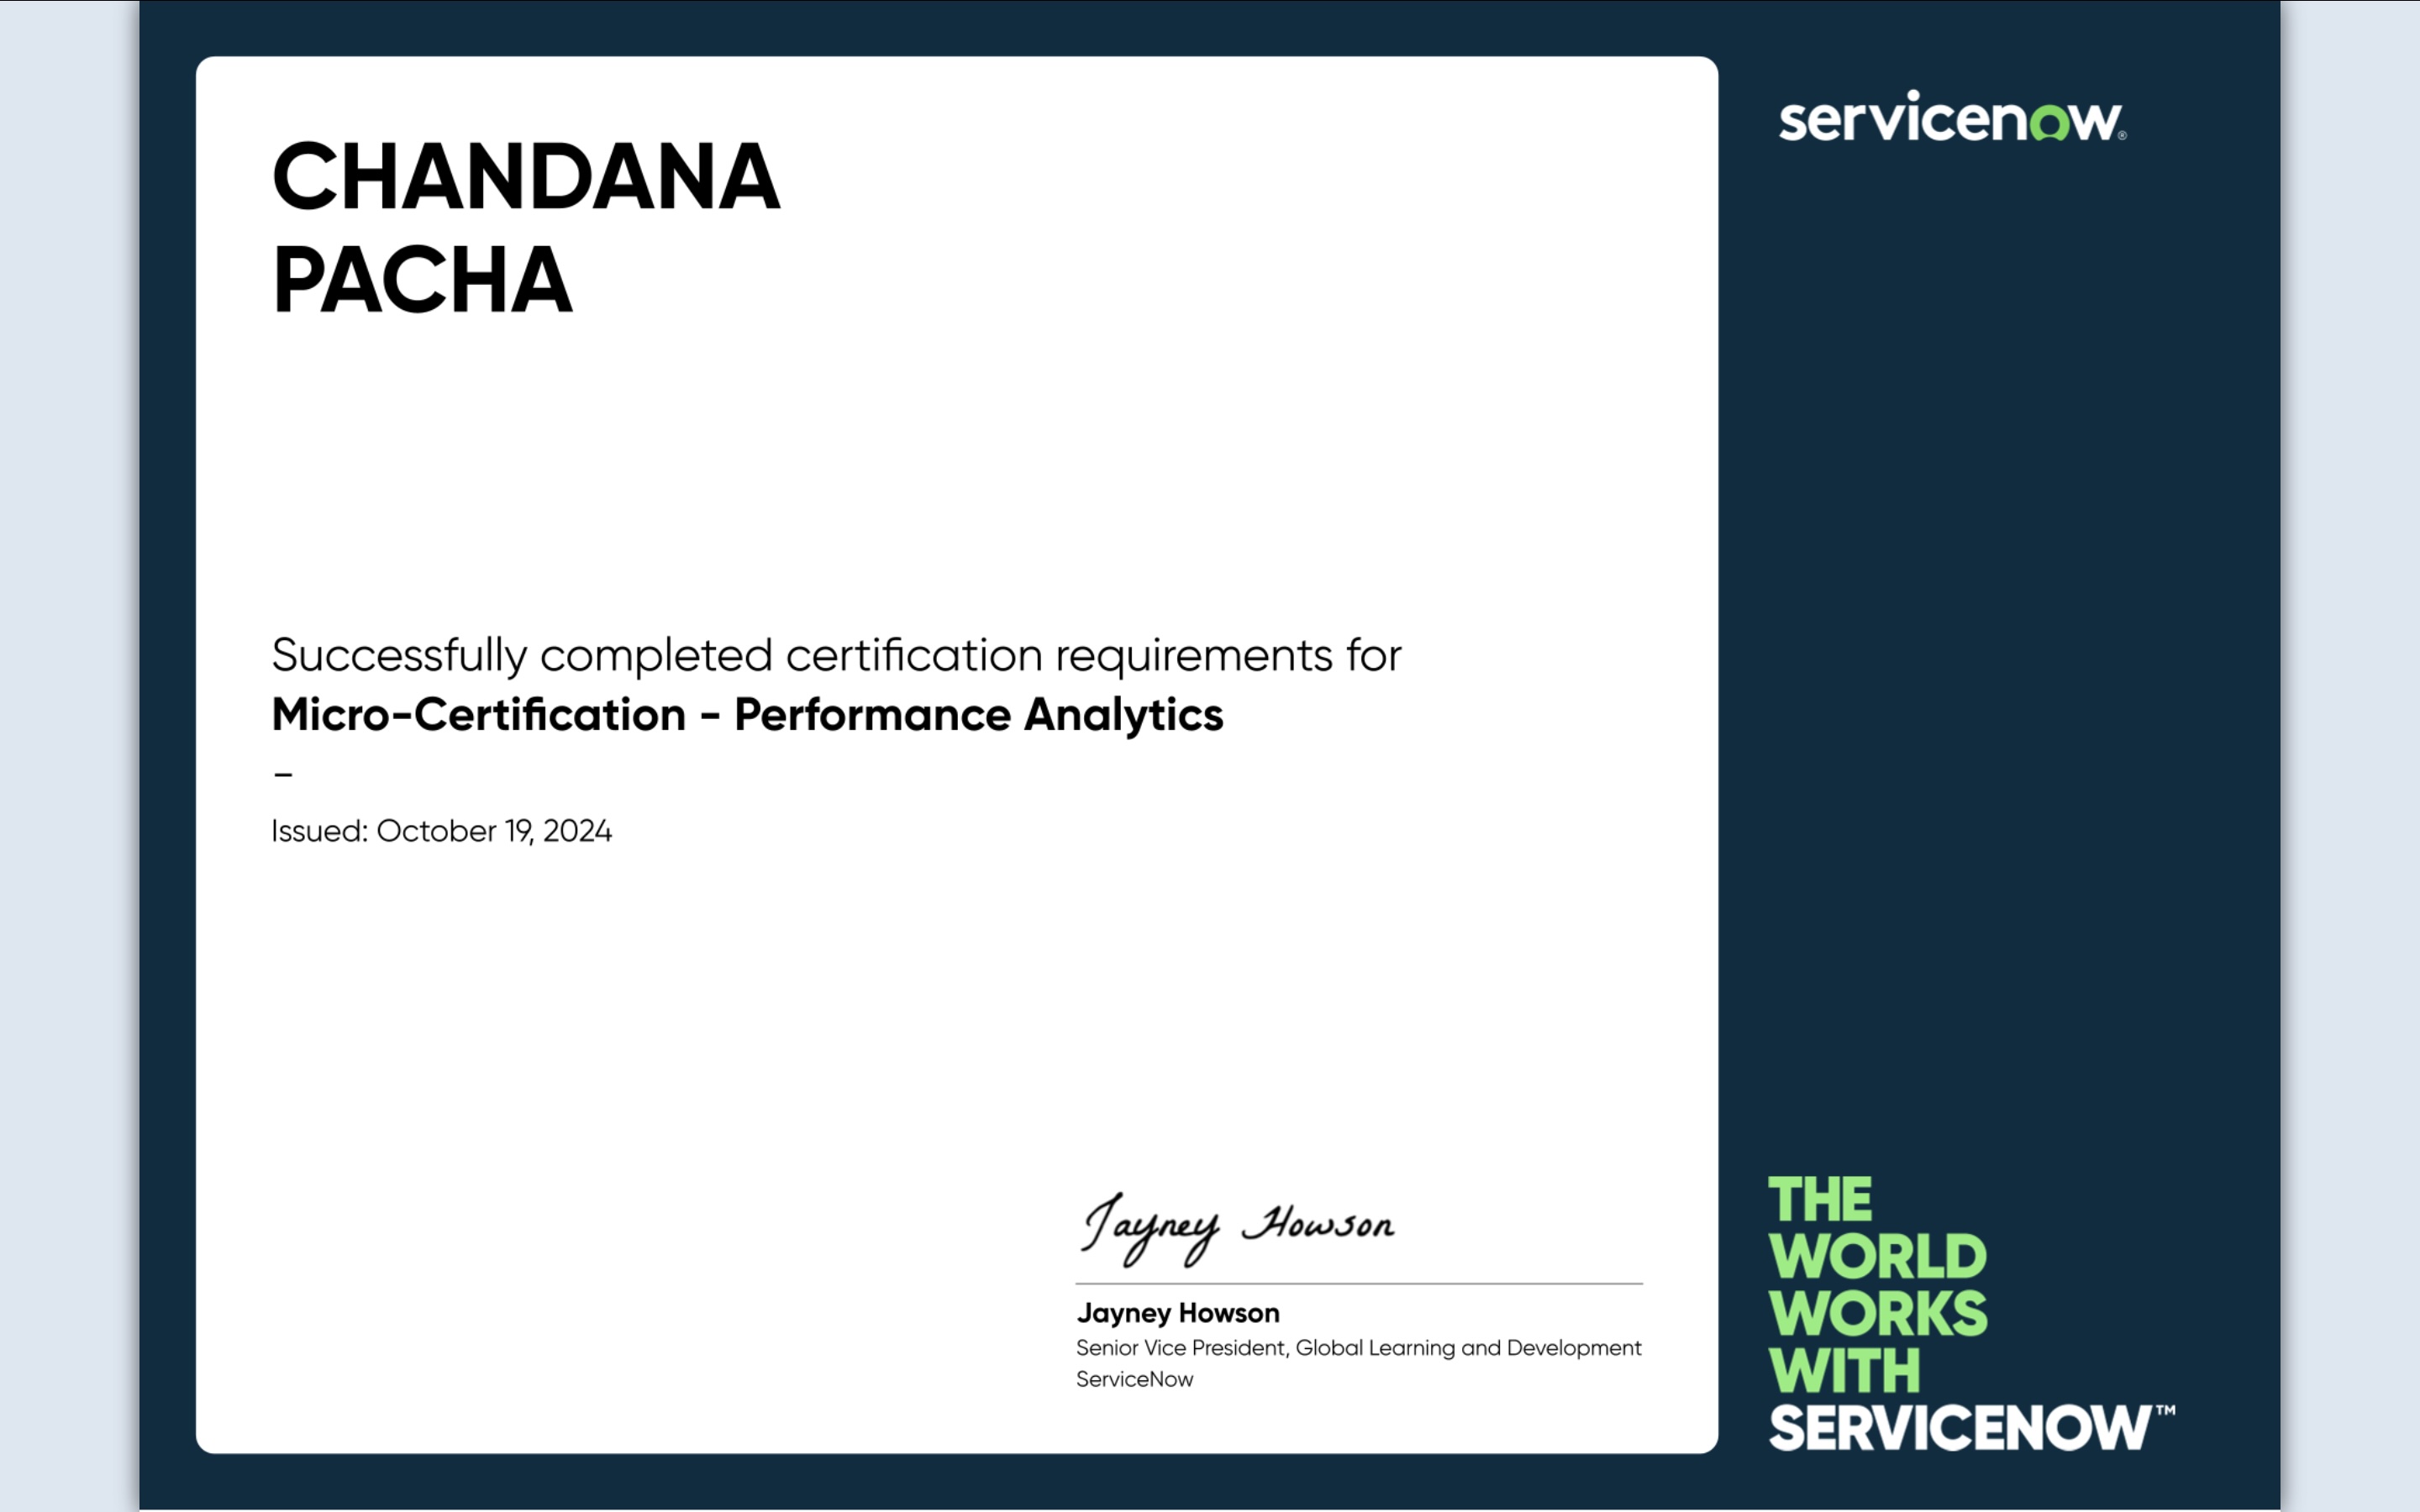 CHANDANA
PACHA
Successfully completed certification requirements for
Micro-Certification - Performance Analytics
–
Issued: October 19, 2024
Jayney Howson
Jayney Howson
Senior Vice President, Global Learning and Development
ServiceNow
servicenow®
THE
WORLD
WORKS
WITH
SERVICENOW™